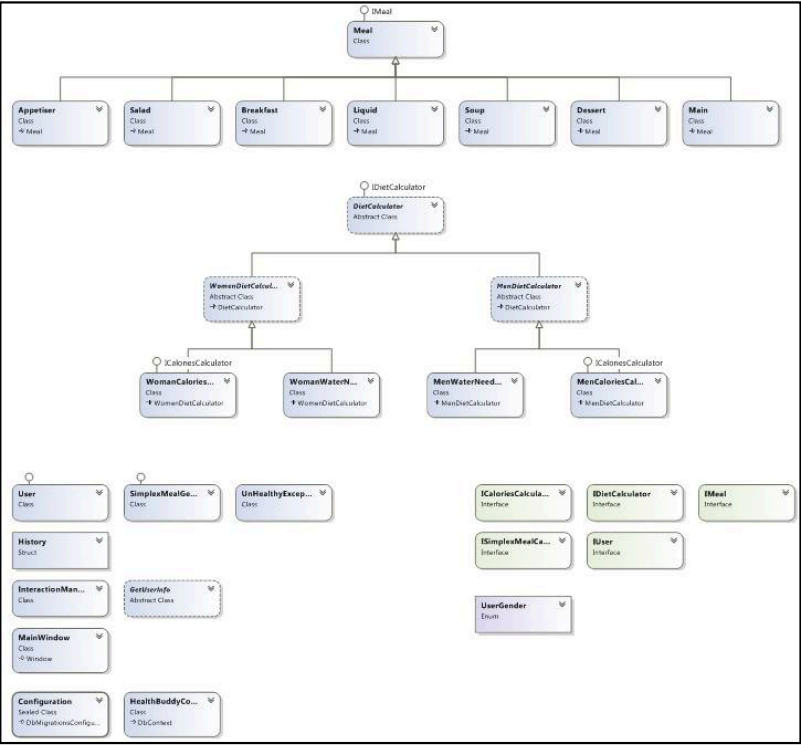 IMeal
Meal
Class
Appetiser
Class
Meal
Salad
Class
Meal
Breakfast
Class
Meal
Liquid
Class
Meal
Soup
Class
Meal
Dessert
Class
Meal
Main
Class
Meal
IDietCalculator
DietCalculator
Abstract Class
WomenDietCalcul...
Abstract Class
DietCalculator
MenDietCalculator
Abstract Class
DietCalculator
ICaloriesCalculator
WomanCalories...
Class
WomenDietCalculator
WomanWaterN...
Class
WomenDietCalculator
MenWaterNeed...
Class
MenDietCalculator
ICaloriesCalculator
MenCaloriesCal...
Class
MenDietCalculator
User
Class
SimplexMealGe...
Class
UnHealthyExcep...
Class
ICaloriesCalcula...
Interface
IDietCalculator
Interface
IMeal
Interface
History
Struct
ISimplexMealCa...
Interface
IUser
Interface
InteractionMan...
Class
GetUserInfo
Abstract Class
UserGender
Enum
MainWindow
Class
Window
Configuration
Sealed Class
DbMigrationsConfigu...
HealthBuddyCo...
Class
DbContext